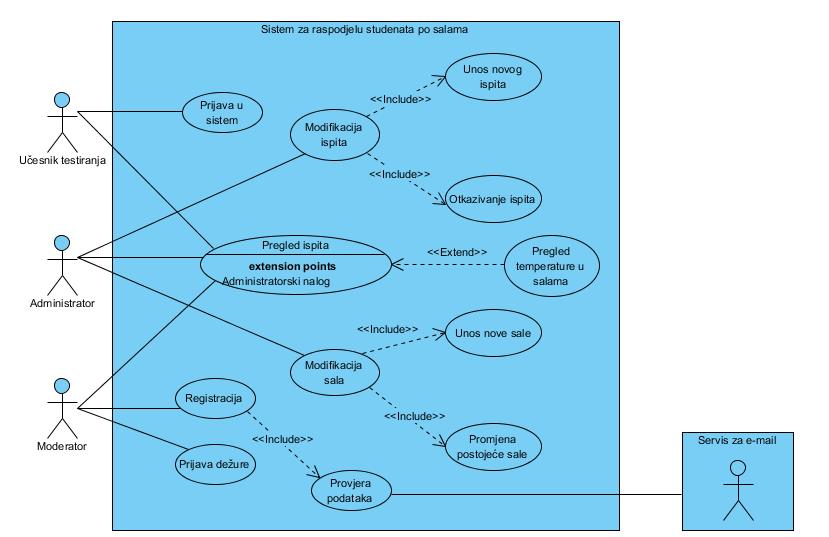 Sistem za raspodjelu studenata po salama
Unos novog
ispita
<<Include>>
Prijava u
sistem
Modifikacija
ispita
Učesnik testiranja
<<Include>>
Otkazivanje ispita
Pregled ispita
extension points
Administratorski nalog
<<Extend>>
Pregled
temperature u
salama
Administrator
<<Include>>
Unos nove sale
Modifikacija
sala
Registracija
<<Include>>
Moderator
<<Include>>
Promjena
postojeće sale
Servis za e-mail
Prijava dežure
Provjera
podataka